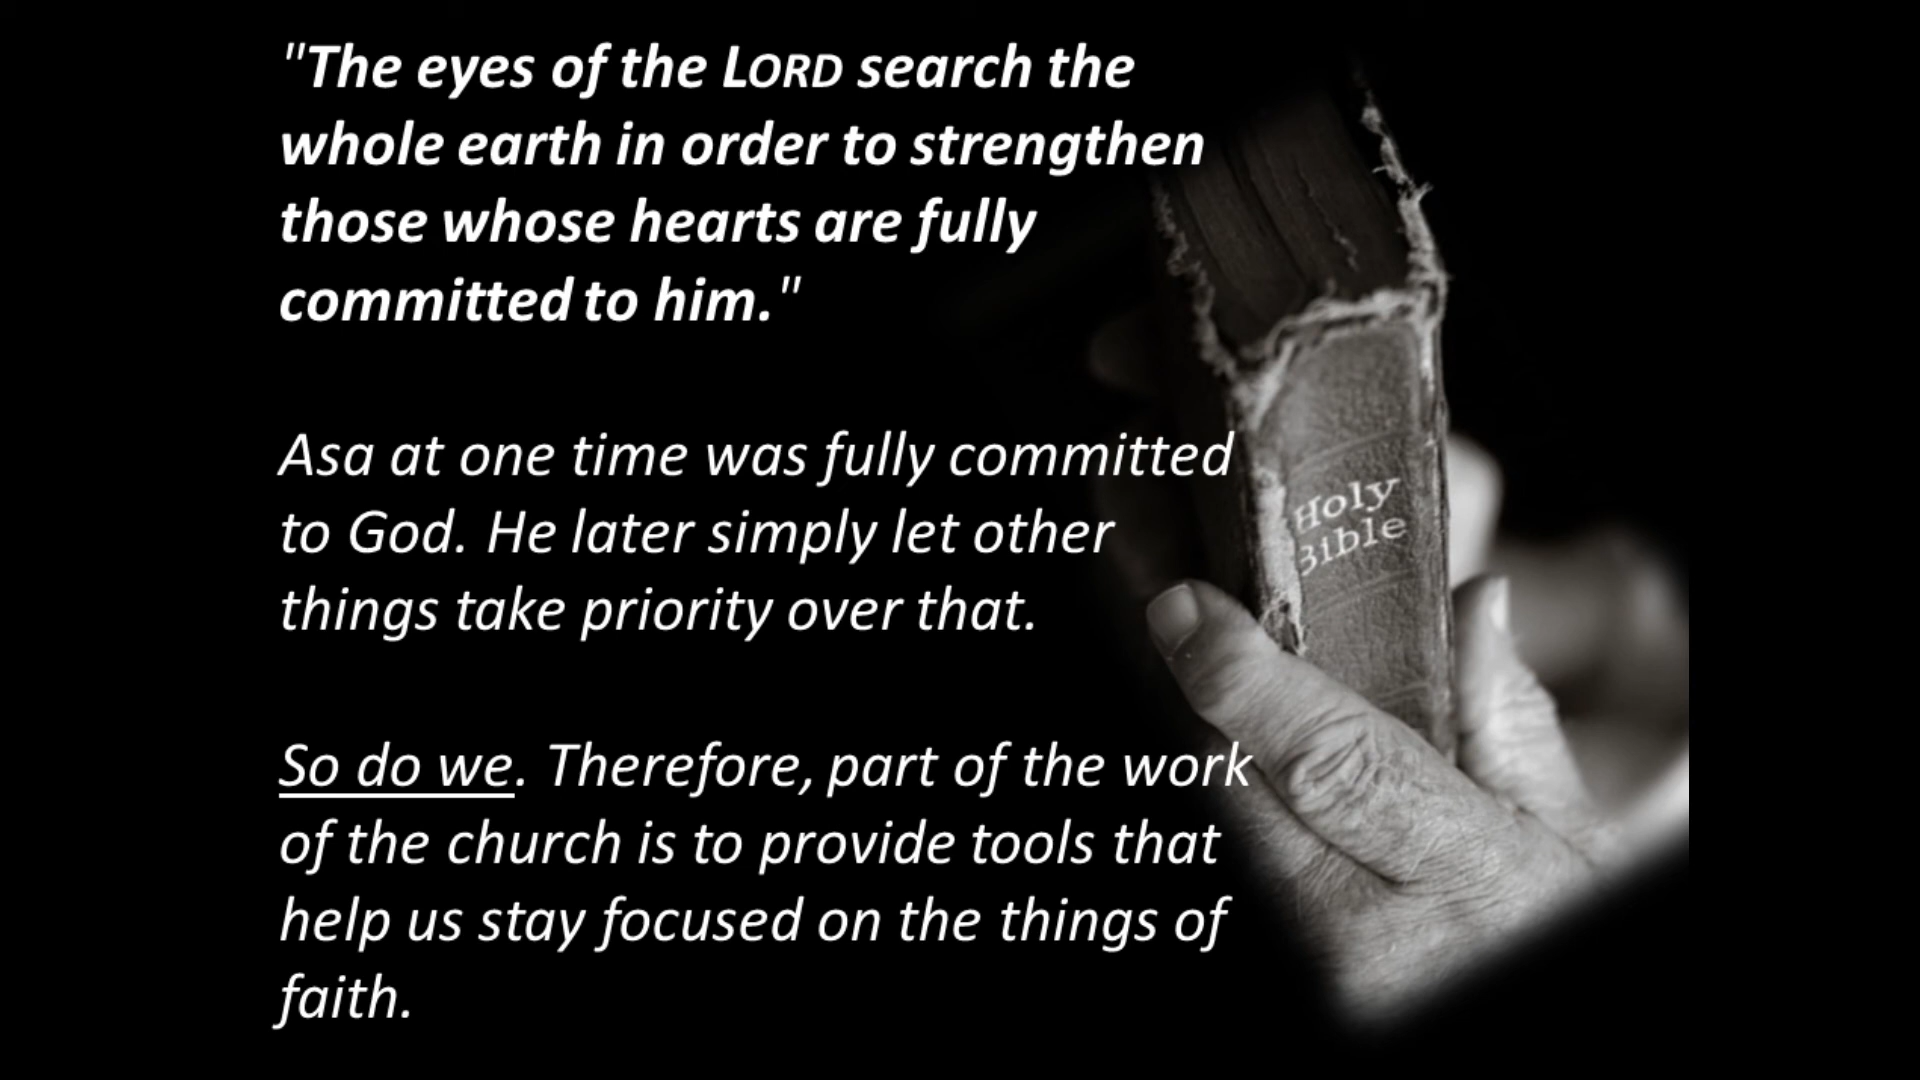 "The eyes of the LORD search the
whole earth in order to strengthen
those whose hearts are fully
committed to him."
Asa at one time was fully committed
to God. He later simply let other
things take priority over that.
So do we. Therefore, part of the work
of the church is to provide tools that
help us stay focused on the things of
faith.
Holy
Bible